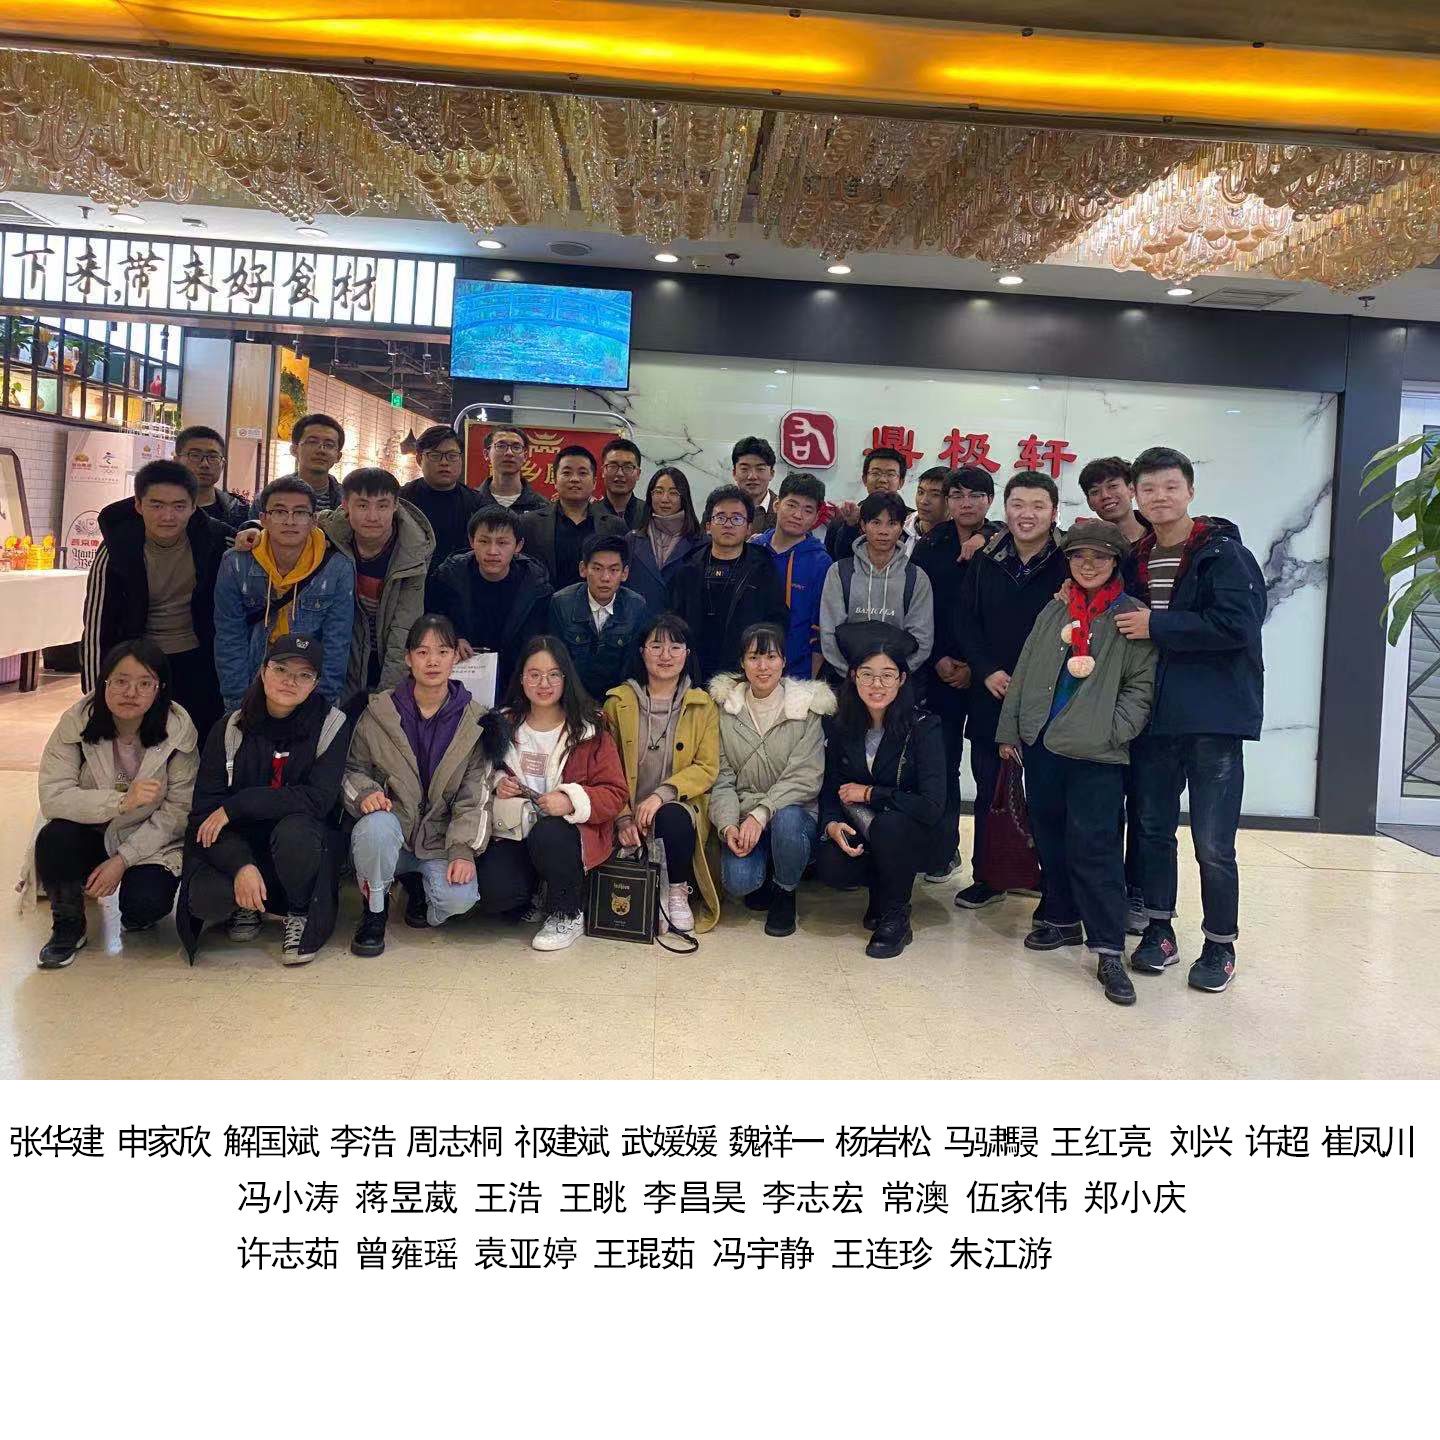 下来,带来好食材
鼎极轩
张华建 申家欣 解国斌 李浩 周志桐 祁建斌 武媛媛 魏祥一 杨岩松 马骕騄 王红亮 刘兴 许超 崔凤川
冯小涛 蒋昱葳 王浩 王眺 李昌昊 李志宏 常澳 伍家伟 郑小庆
许志茹 曾雍瑶 袁亚婷 王琨茹 冯宇静 王连珍 朱江游